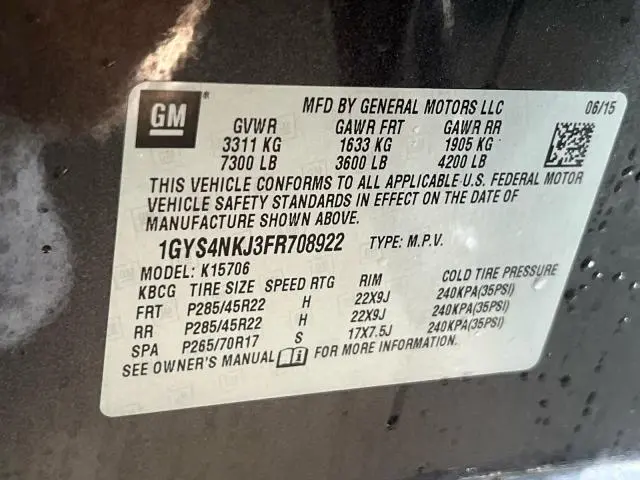 GM
MFD BY GENERAL MOTORS LLC 06/15
GVWR GAWR FRT GAWR RR
3311 KG 1633 KG 1905 KG
7300 LB 3600 LB 4200 LB
THIS VEHICLE CONFORMS TO ALL APPLICABLE U.S. FEDERAL MOTOR
VEHICLE SAFETY STANDARDS IN EFFECT ON THE DATE OF
MANUFACTURE SHOWN ABOVE.
1GYS4NKJ3FR708922 TYPE: M.P.V.
MODEL: K15706
KBCG TIRE SIZE SPEED RTG RIM COLD TIRE PRESSURE
FRT P285/45R22 H 22X9J 240KPA(35PSI)
RR P285/45R22 H 22X9J 240KPA(35PSI)
SPA P265/70R17 S 17X7.5J 240KPA(35PSI)
SEE OWNER'S MANUAL FOR MORE INFORMATION.